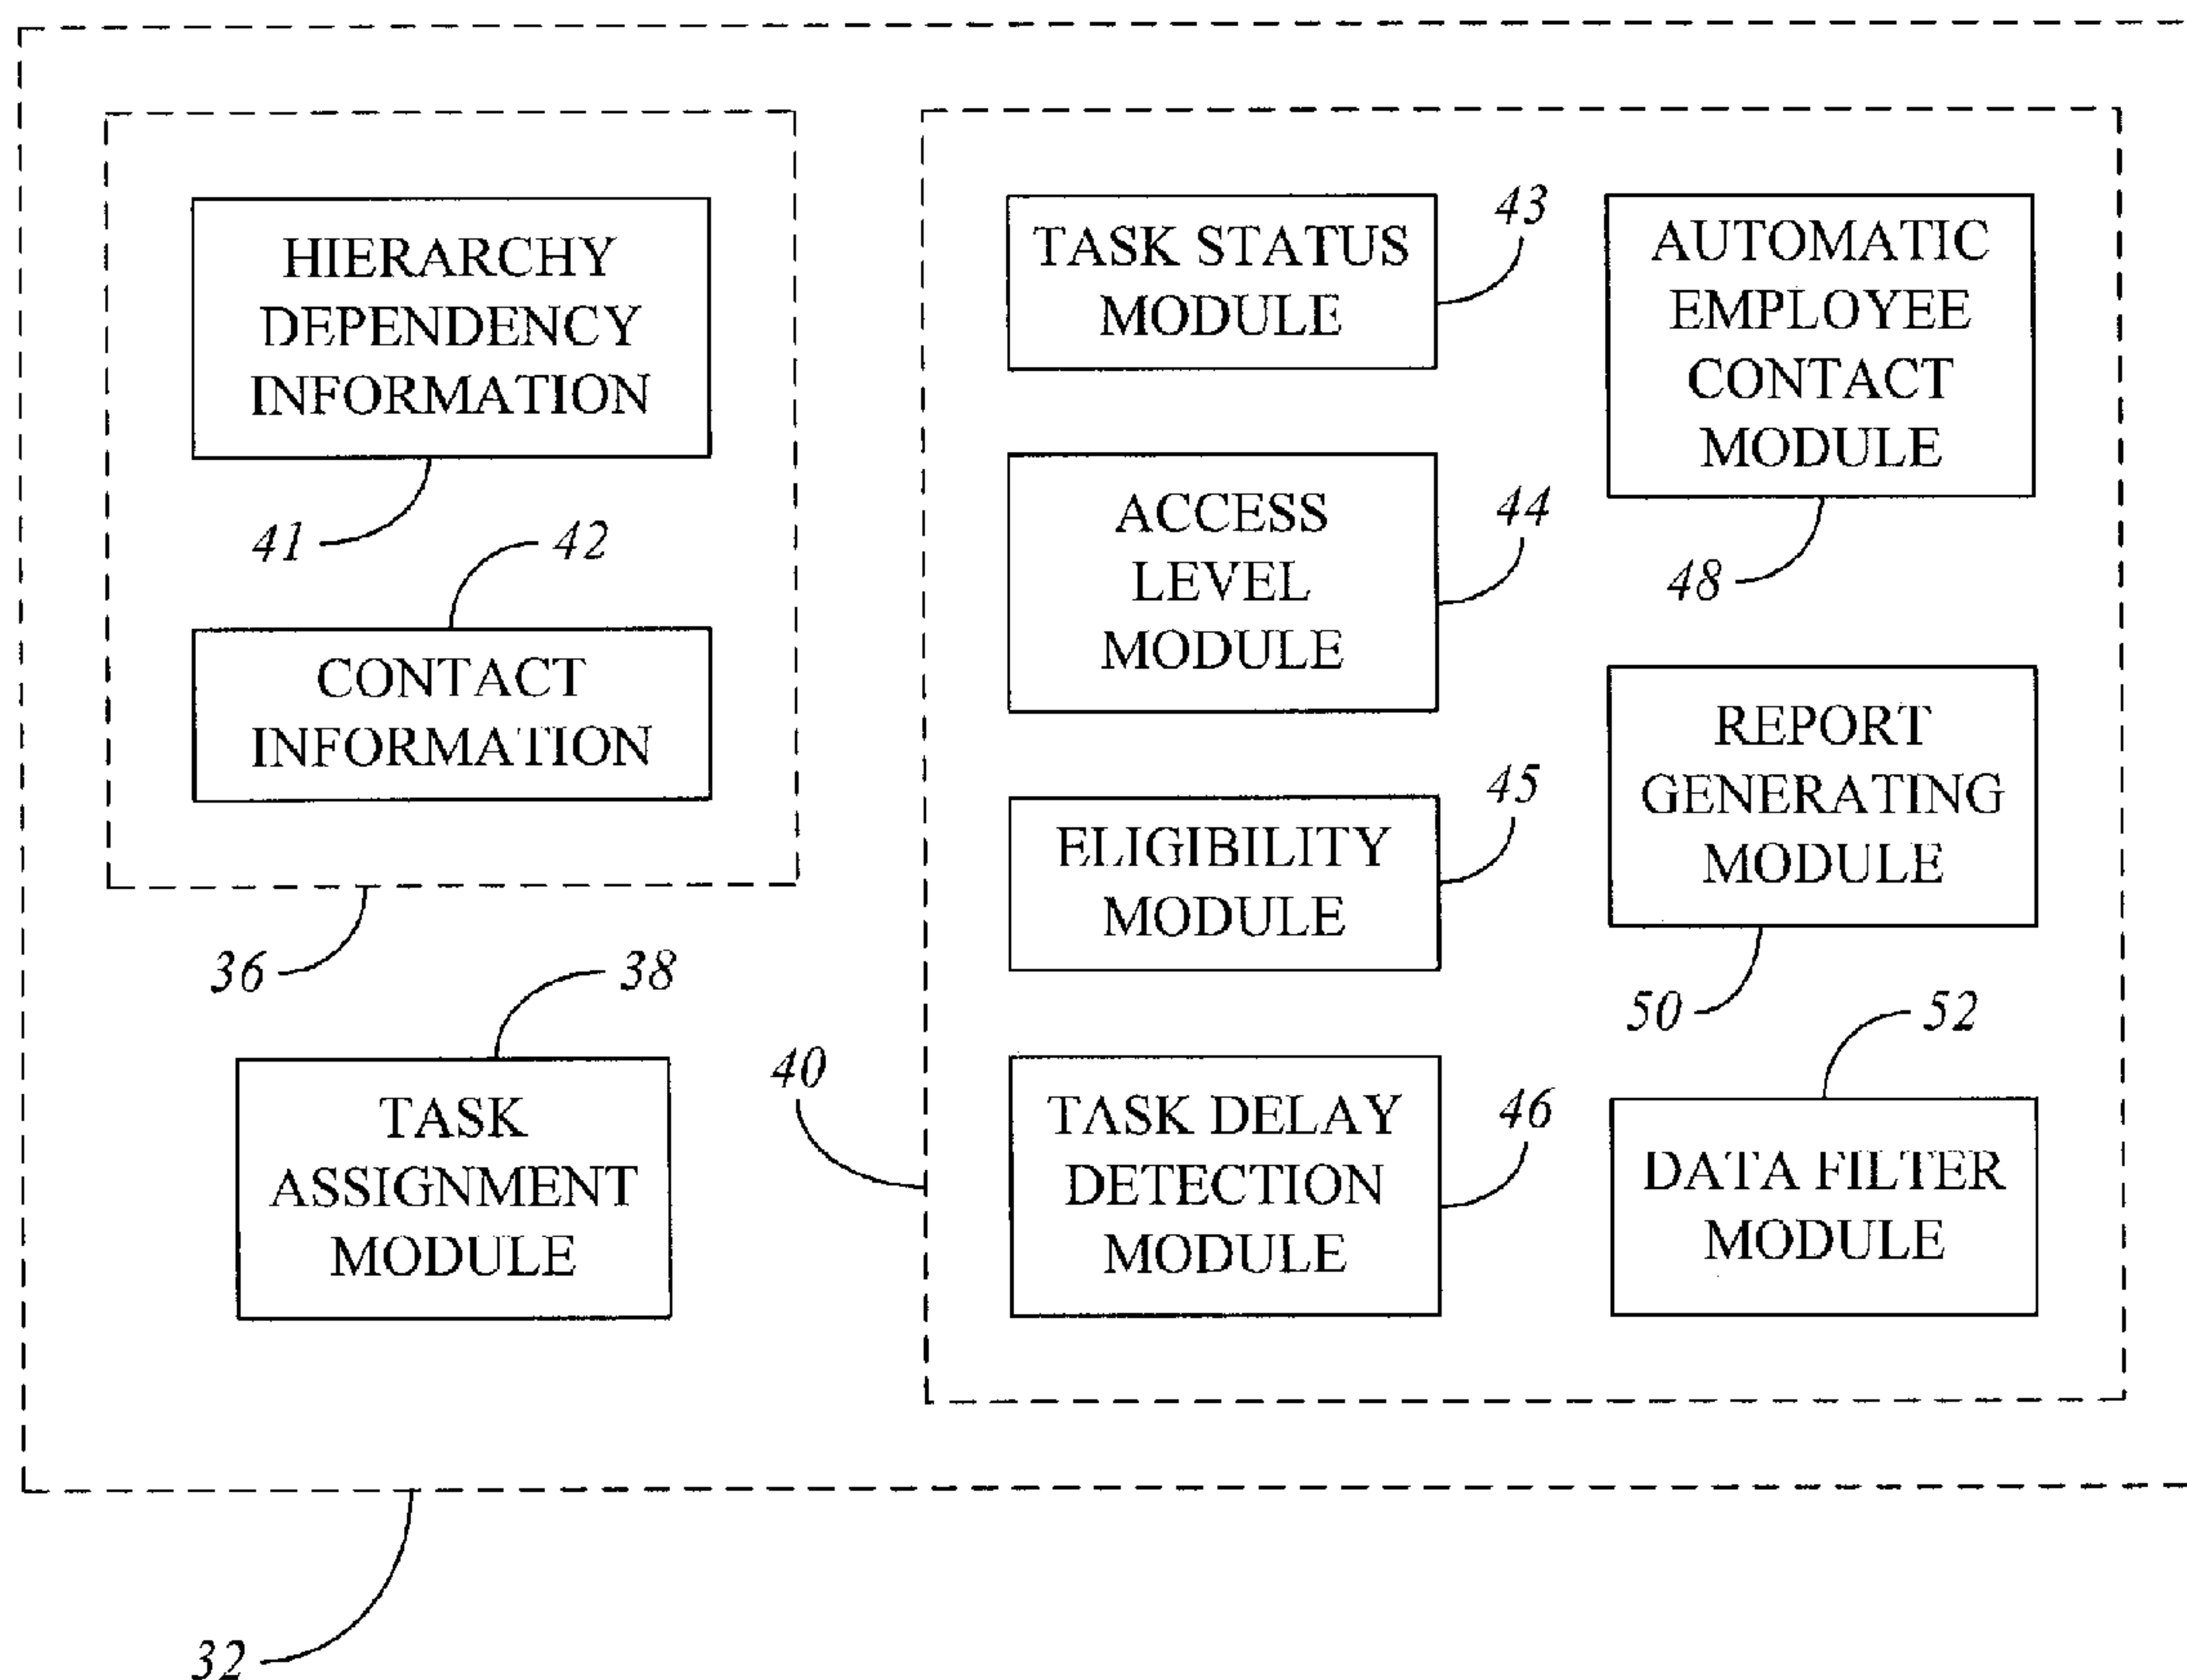 HIERARCHY
DEPENDENCY
INFORMATION
41
42
CONTACT
INFORMATION
36
38
TASK
ASSIGNMENT
MODULE
40
TASK STATUS
MODULE
43
ACCESS
LEVEL
MODULE
44
ELIGIBILITY
MODULE
45
TASK DELAY
DETECTION
MODULE
46
AUTOMATIC
EMPLOYEE
CONTACT
MODULE
48
REPORT
GENERATING
MODULE
50
52
DATA FILTER
MODULE
32